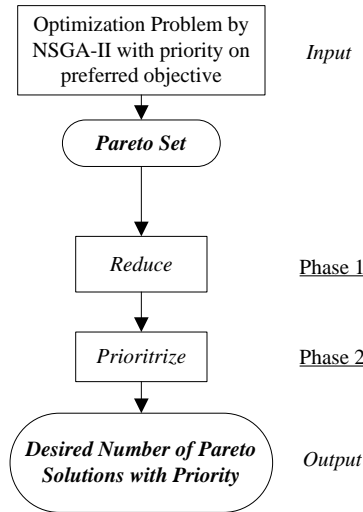 Optimization Problem by
NSGA-II with priority on
preferred objective
Input
Pareto Set
Reduce
Phase 1
Prioritrize
Phase 2
Desired Number of Pareto
Solutions with Priority
Output